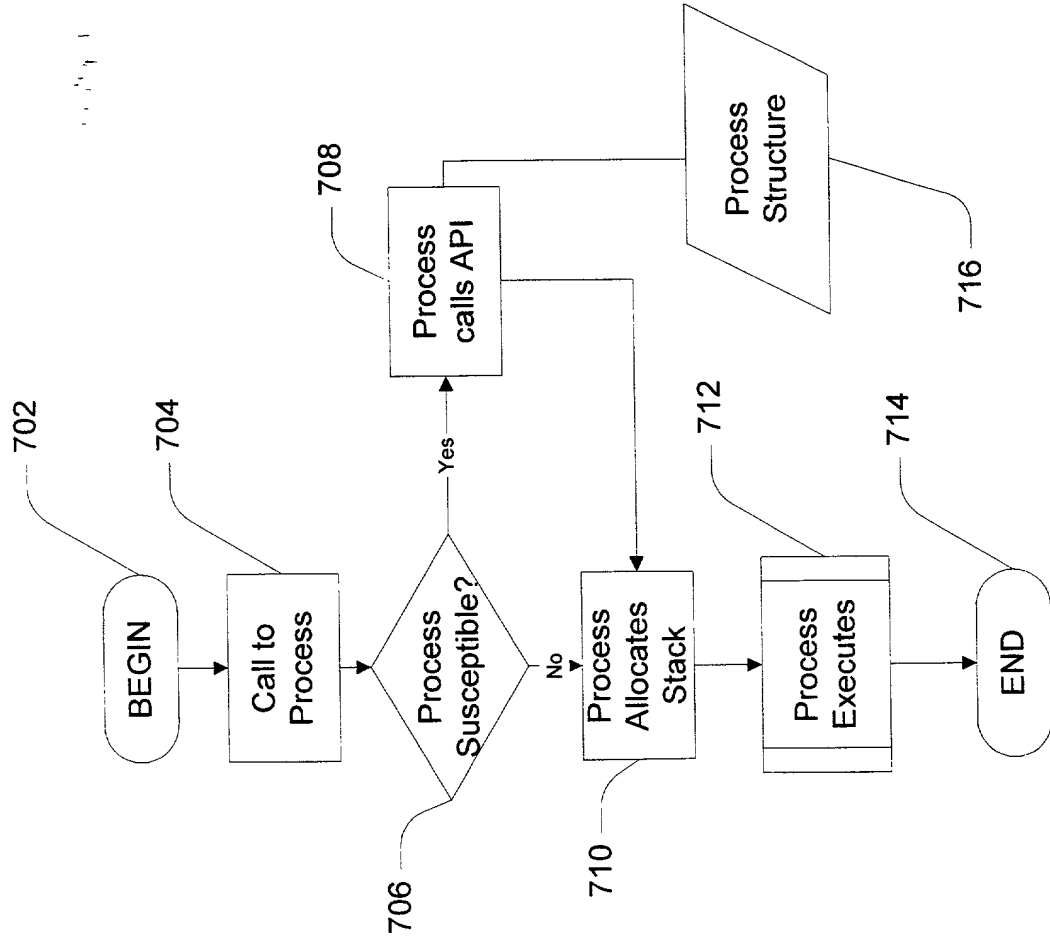 702
BEGIN
704
Call to
Process
706
Process
Susceptible?
Yes
No
708
Process
calls API
710
Process
Allocates
Stack
712
Process
Executes
714
END
716
Process
Structure